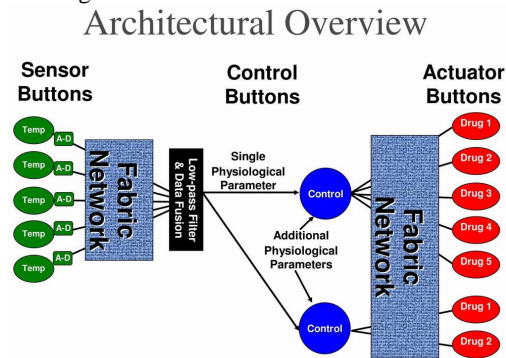 Architectural Overview
Sensor
Buttons
Control
Buttons
Actuator
Buttons
Temp
A-D
Temp
A-D
Temp
A-D
Temp
A-D
Temp
A-D
Fabric
Network
Low-pass Filter
& Data Fusion
Single
Physiological
Parameter
Control
Additional
Physiological
Parameters
Control
Fabric
Network
Drug 1
Drug 2
Drug 3
Drug 4
Drug 5
Drug 1
Drug 2